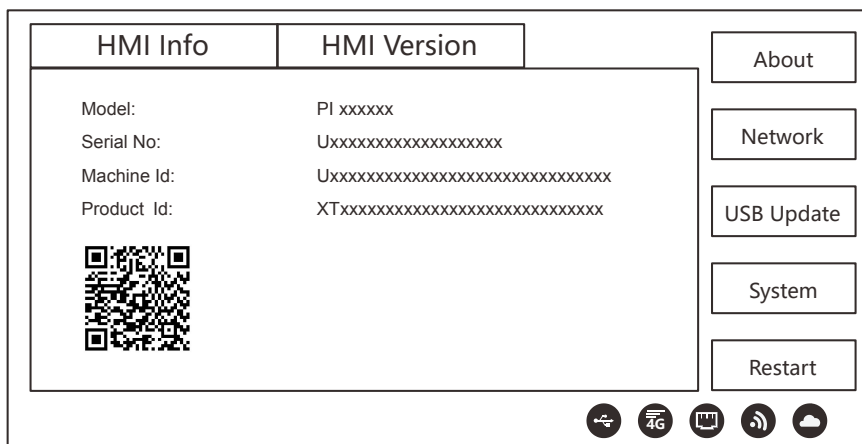 HMI Info
HMI Version
Model: PI xxxxxx
Serial No: Uxxxxxxxxxxxxxxxxxxx
Machine Id: Uxxxxxxxxxxxxxxxxxxxxxxxxxxxxxxx
Product Id: XTxxxxxxxxxxxxxxxxxxxxxxxxxxxxx
About
Network
USB Update
System
Restart
4G